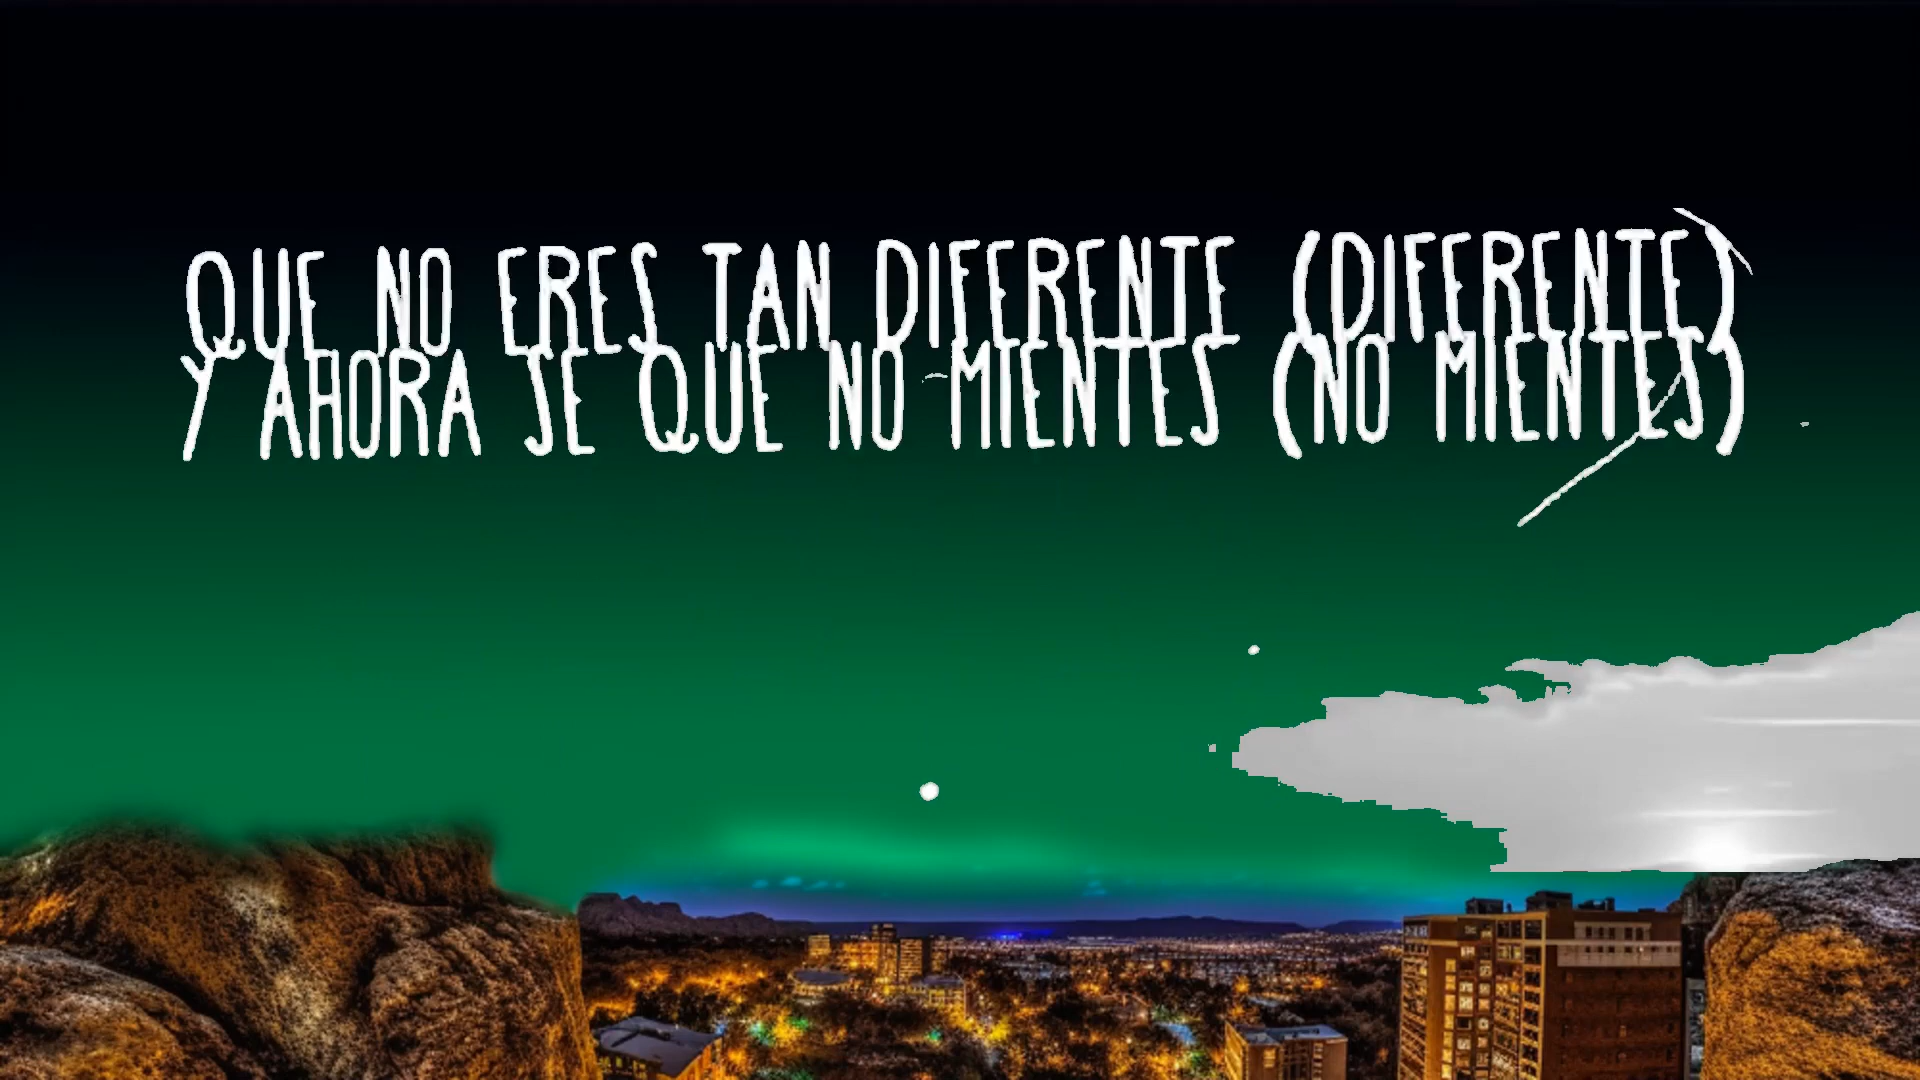 QUE NO ERES TAN DIFERENTE (DIFERENTE)
Y AHORA SE QUE NO MIENTES (NO MIENTES)